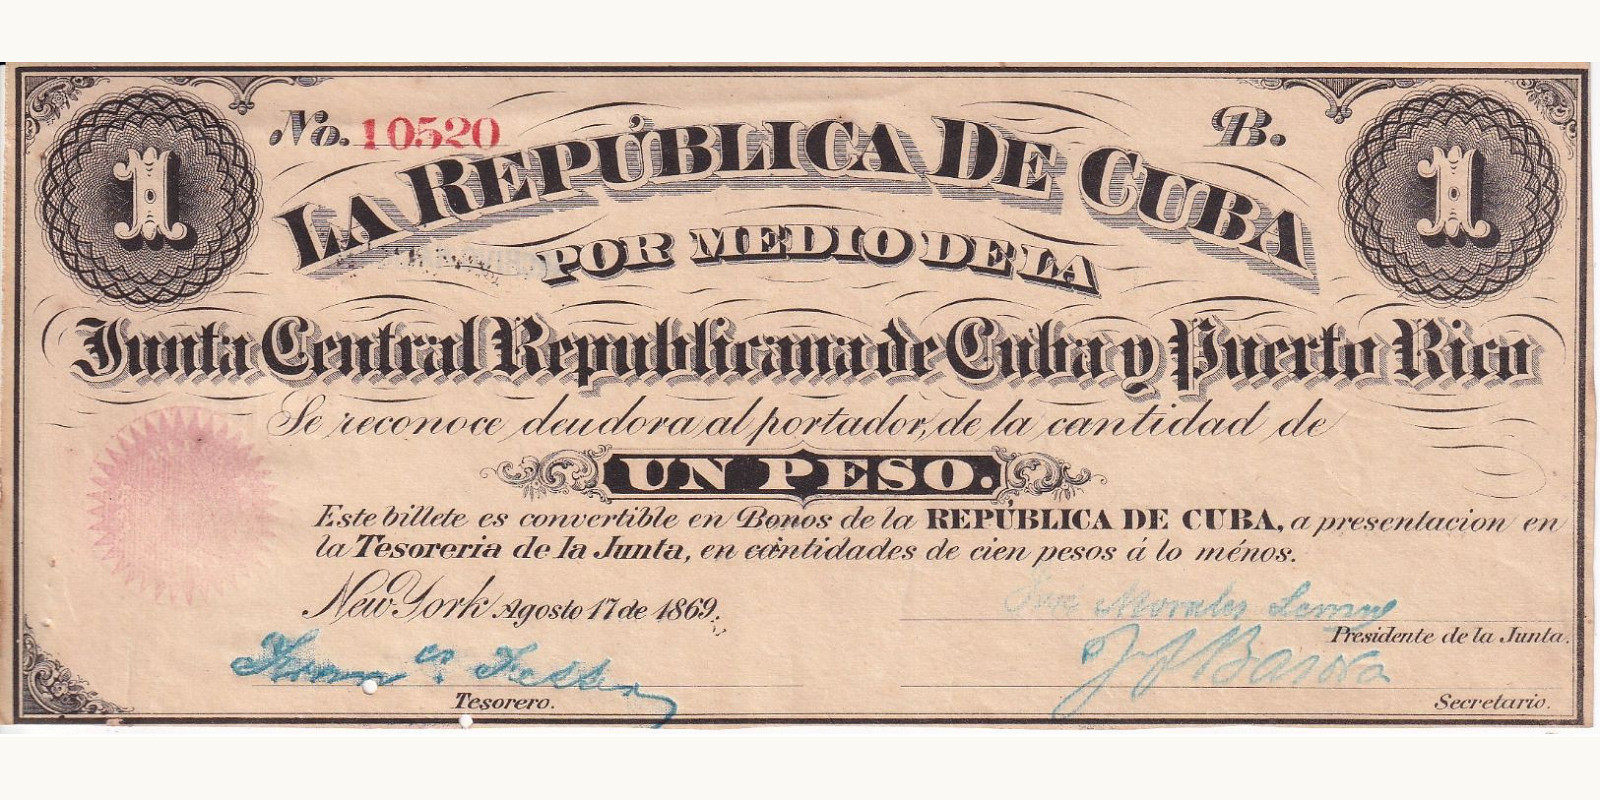 No. 10520
B.
1
1
LA REPÚBLICA DE CUBA
POR MEDIO DE LA
Junta Central Republicana de Cuba y Puerto Rico
Se reconoce deudora al portador, de la cantidad de
UN PESO.
Este billete es convertible en Bonos de la REPÚBLICA DE CUBA, a presentacion en
la Tesoreria de la Junta, en cantidades de cien pesos á lo ménos.
New York Agosto 17 de 1869.
Morales Lemus
Presidente de la Junta.
Tesorero.
Secretario.